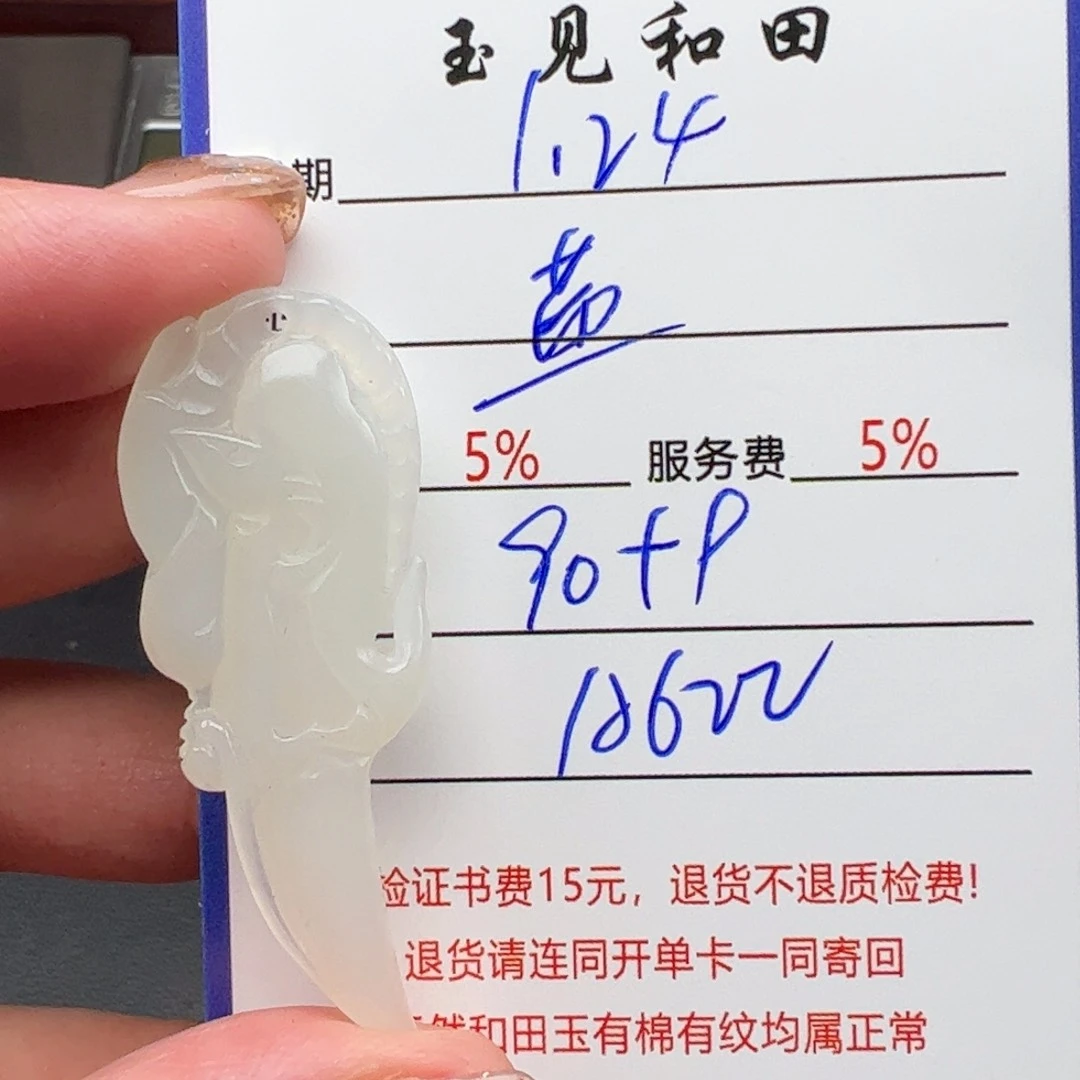 玉见和田
期 1.24
5% 服务费 5%
90+P
检证书费15元，退货不退质检费!
退货请连同开单卡一同寄回
然和田玉有棉有纹均属正常